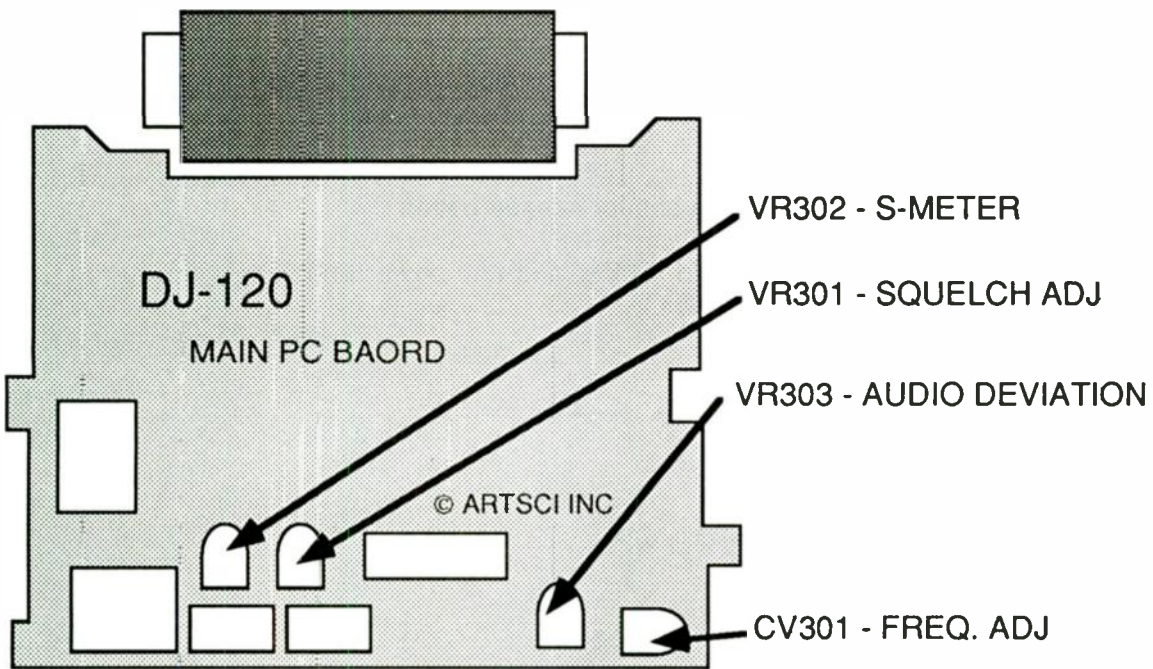 VR302 - S-METER
DJ-120
VR301 - SQUELCH ADJ
MAIN PC BAORD
VR303 - AUDIO DEVIATION
© ARTSCI INC
CV301 - FREQ. ADJ